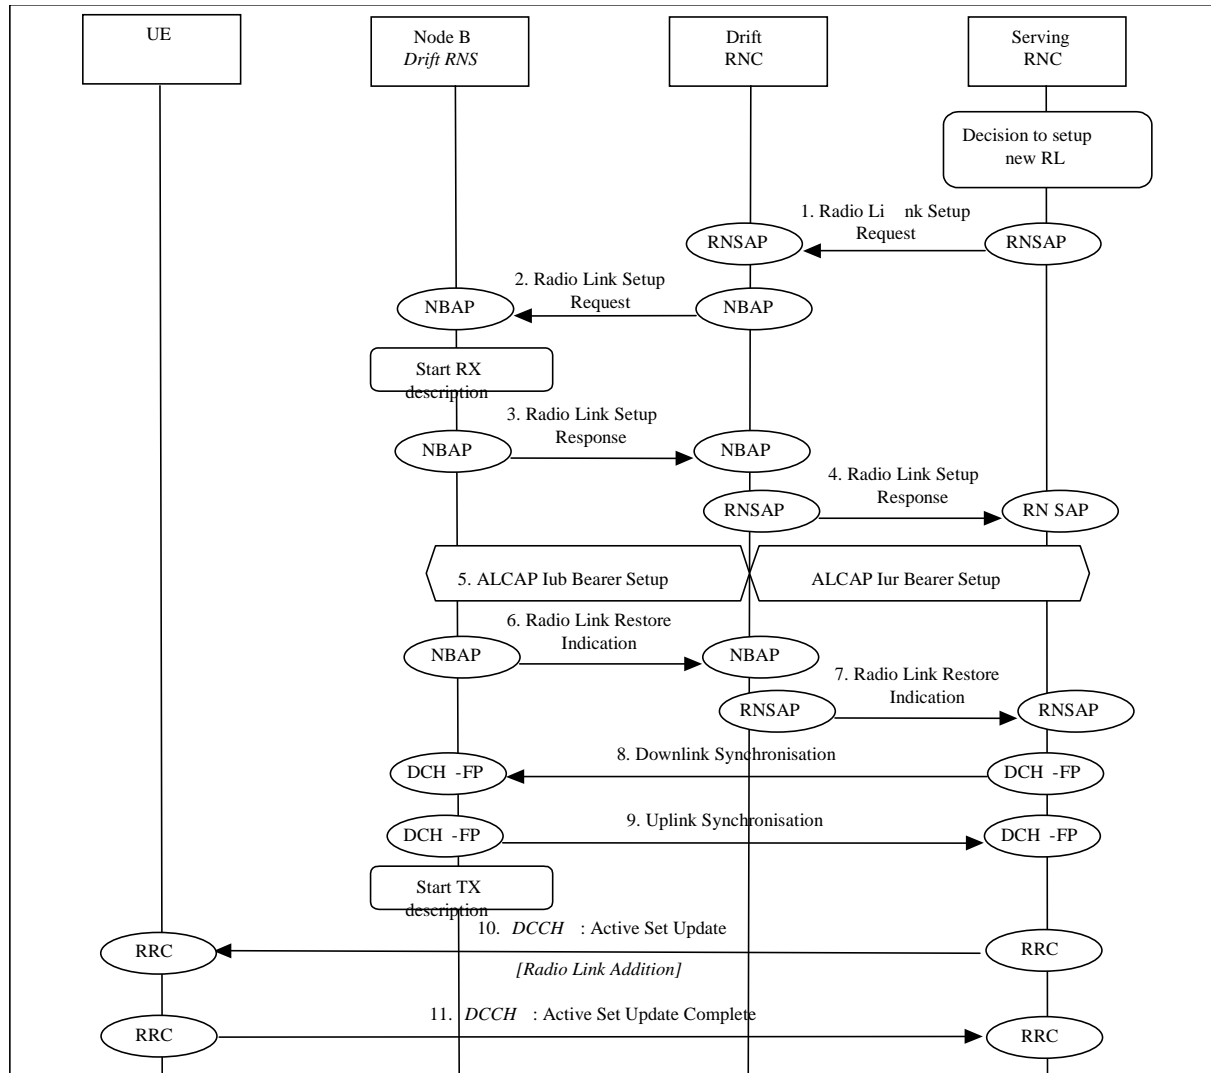 UE
Node B
Drift RNS
Drift
RNC
Serving
RNC
Decision to setup
new RL
1. Radio Li nk Setup
Request
RNSAP
RNSAP
2. Radio Link Setup
Request
NBAP
NBAP
Start RX
description
3. Radio Link Setup
Response
NBAP
NBAP
4. Radio Link Setup
Response
RNSAP
RN SAP
5. ALCAP Iub Bearer Setup
ALCAP Iur Bearer Setup
6. Radio Link Restore
Indication
NBAP
NBAP
7. Radio Link Restore
Indication
RNSAP
RNSAP
8. Downlink Synchronisation
DCH -FP
DCH -FP
9. Uplink Synchronisation
DCH -FP
DCH -FP
Start TX
description
10. DCCH : Active Set Update
RRC
RRC
[Radio Link Addition]
11. DCCH : Active Set Update Complete
RRC
RRC